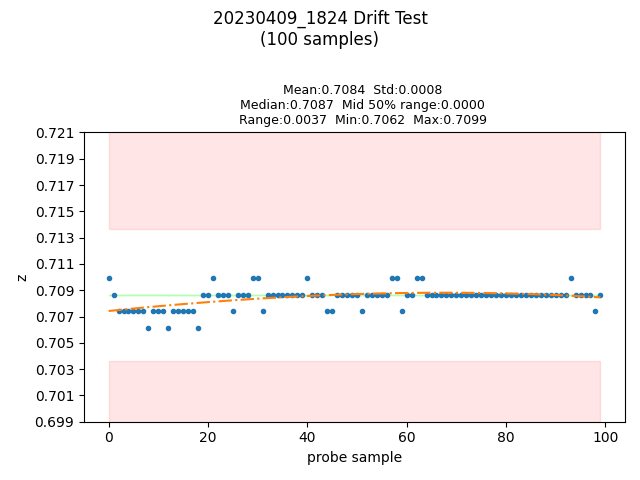 20230409_1824 Drift Test
(100 samples)
Mean:0.7084  Std:0.0008
Median:0.7087  Mid 50% range:0.0000
Range:0.0037  Min:0.7062  Max:0.7099
0.721
0.719
0.717
0.715
0.713
0.711
0.709
0.707
0.705
0.703
0.701
0.699
z
0 20 40 60 80 100
probe sample